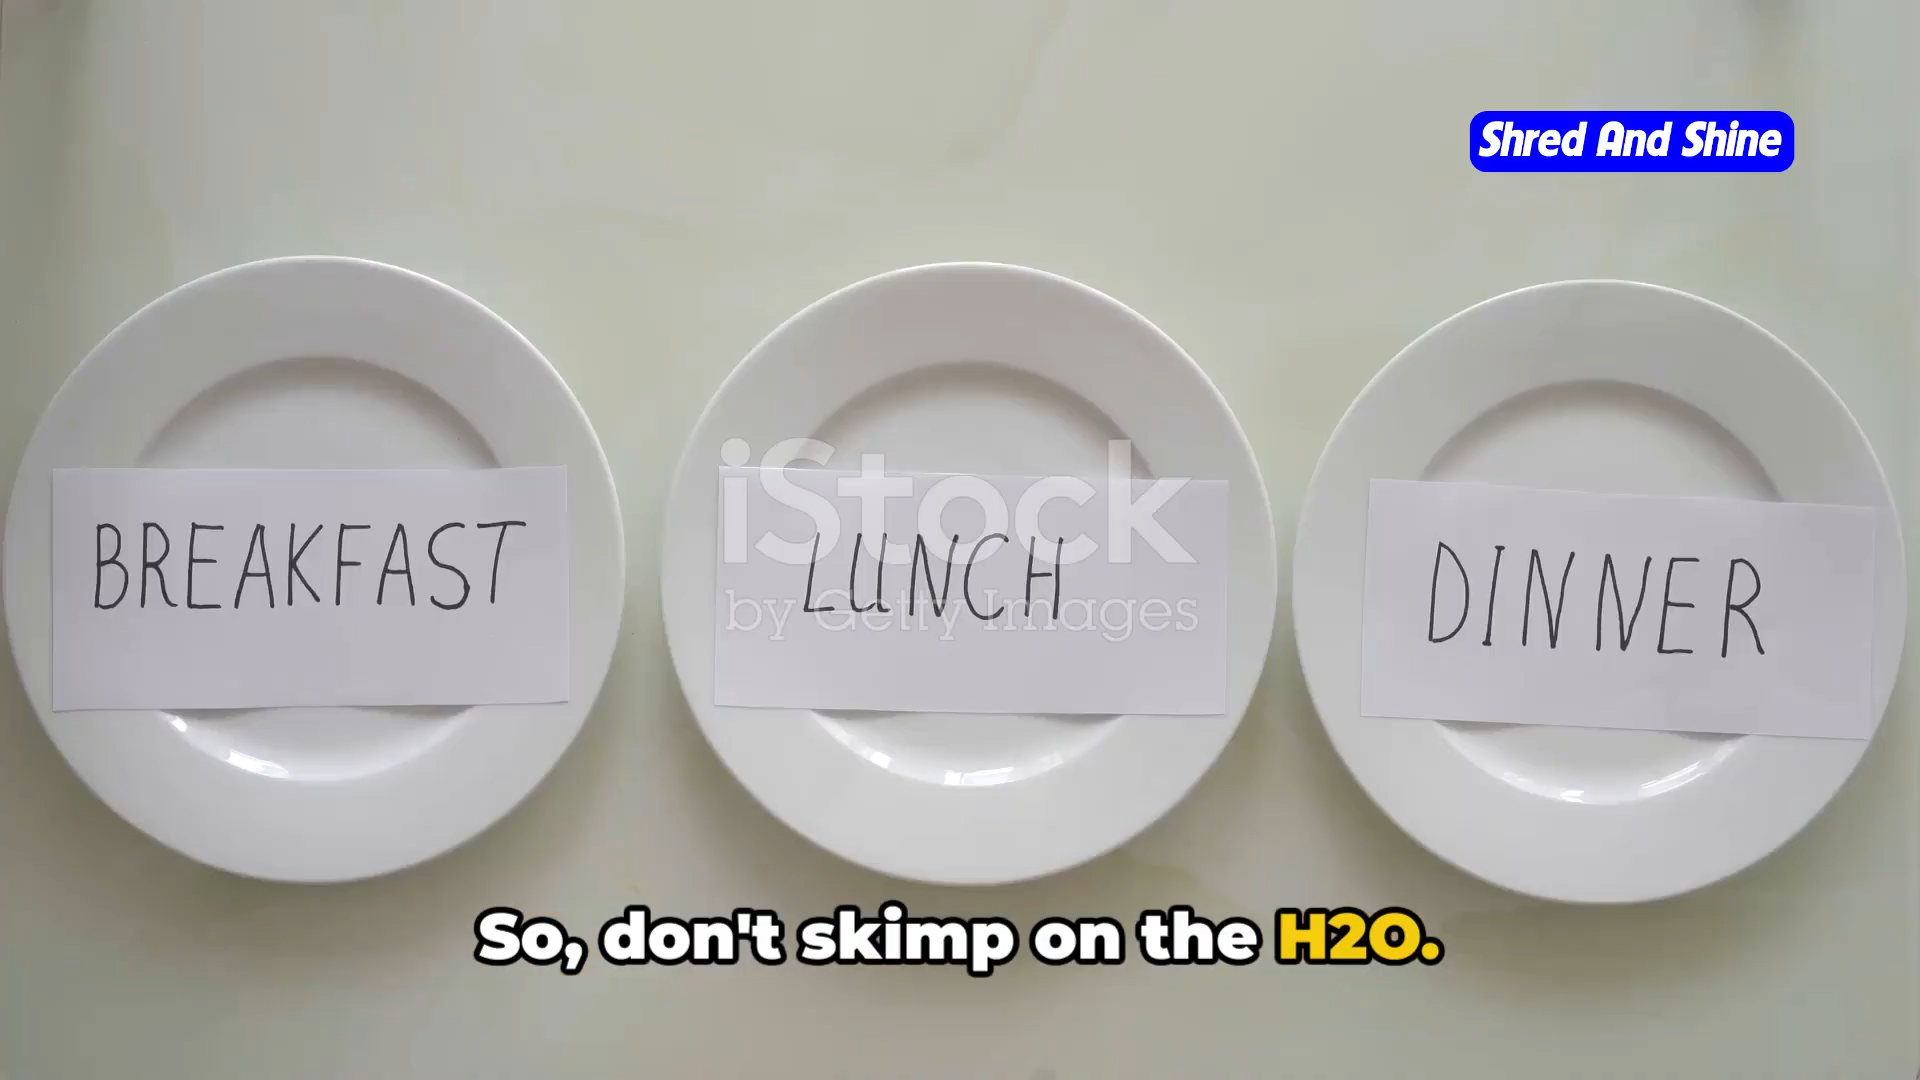 Shred And Shine
BREAKFAST
LUNCH
DINNER
iStock
by Getty Images
So, don't skimp on the H2O.